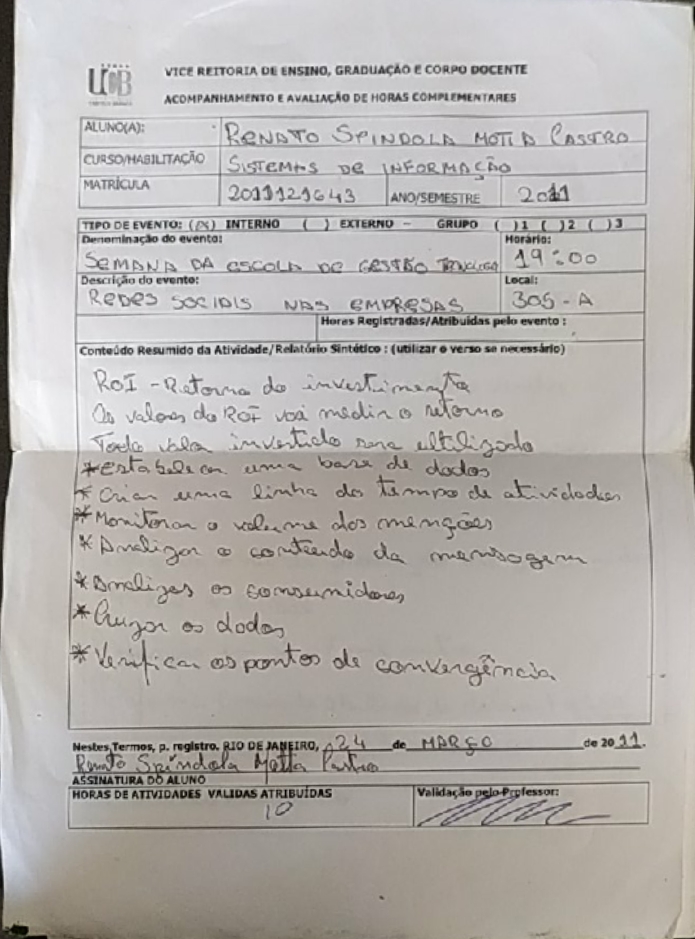 UCB
VICE REITORIA DE ENSINO, GRADUAÇÃO E CORPO DOCENTE
ACOMPANHAMENTO E AVALIAÇÃO DE HORAS COMPLEMENTARES
ALUNO(A): RENATO SPINDOLA MOTTA CASTRO
CURSO/HABILITAÇÃO SISTEMAS DE INFORMAÇÃO
MATRÍCULA 2011121643 ANO/SEMESTRE 2011
TIPO DE EVENTO: (X) INTERNO ( ) EXTERNO – GRUPO ( )1 ( )2 ( )3
Denominação do evento: Horário:
SEMANA DA ESCOLA DE GESTÃO 19:00
Descrição do evento: Local:
REDES SOCIAIS NAS EMPRESAS 305-A
Horas Registradas/Atribuídas pelo evento :
Conteúdo Resumido da Atividade/Relatório Sintético : (utilizar o verso se necessário)
ROI - Retorno do investimento
Os valores do ROI vai medir o retorno
Todo valor investido sera ultilizado
*Estabelecer uma base de dados
* Criar uma linha do tempo de atividades
*Monitorar o volume dos menções
* Analizar o conteudo da mensagem
*Analizar os consumidores
*Cruzar os dados
*Verificar os pontos de convergência
Nestes Termos, p. registro. RIO DE JANEIRO, 24 de MARÇO de 2011.
Renato Spíndola Motta Castro
ASSINATURA DO ALUNO
HORAS DE ATIVIDADES VALIDAS ATRIBUÍDAS Validação pelo Professor:
10